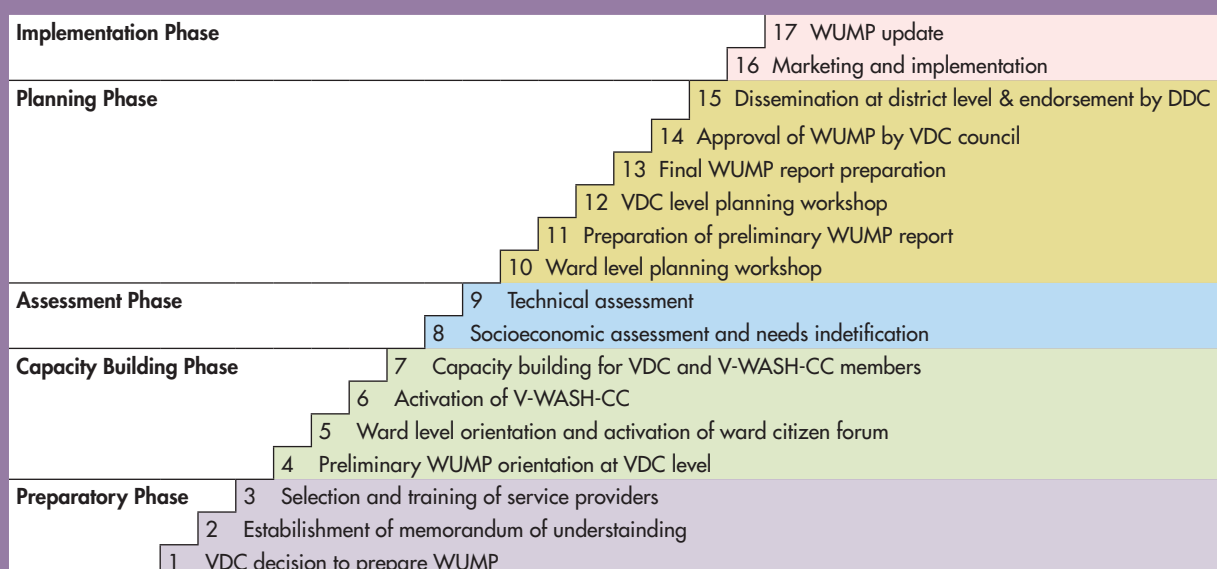 Implementation Phase
17 WUMP update
16 Marketing and implementation
Planning Phase
15 Dissemination at district level & endorsement by DDC
14 Approval of WUMP by VDC council
13 Final WUMP report preparation
12 VDC level planning workshop
11 Preparation of preliminary WUMP report
10 Ward level planning workshop
Assessment Phase
9 Technical assessment
8 Socioeconomic assessment and needs indetification
Capacity Building Phase
7 Capacity building for VDC and V-WASH-CC members
6 Activation of V-WASH-CC
5 Ward level orientation and activation of ward citizen forum
4 Preliminary WUMP orientation at VDC level
Preparatory Phase
3 Selection and training of service providers
2 Estabilishment of memorandum of understainding
1 VDC decision to prepare WUMP